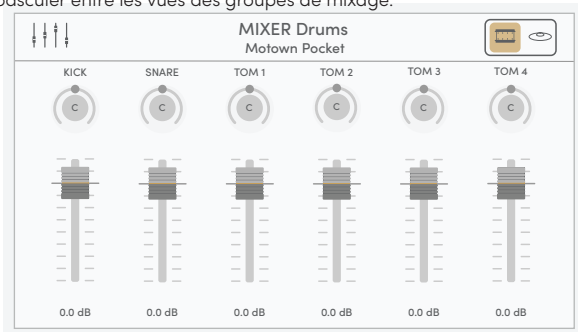 basculer entre les vues des groupes de mixage.
MIXER Drums
Motown Pocket
KICK SNARE TOM 1 TOM 2 TOM 3 TOM 4
C C C C C C
0.0 dB 0.0 dB 0.0 dB 0.0 dB 0.0 dB 0.0 dB